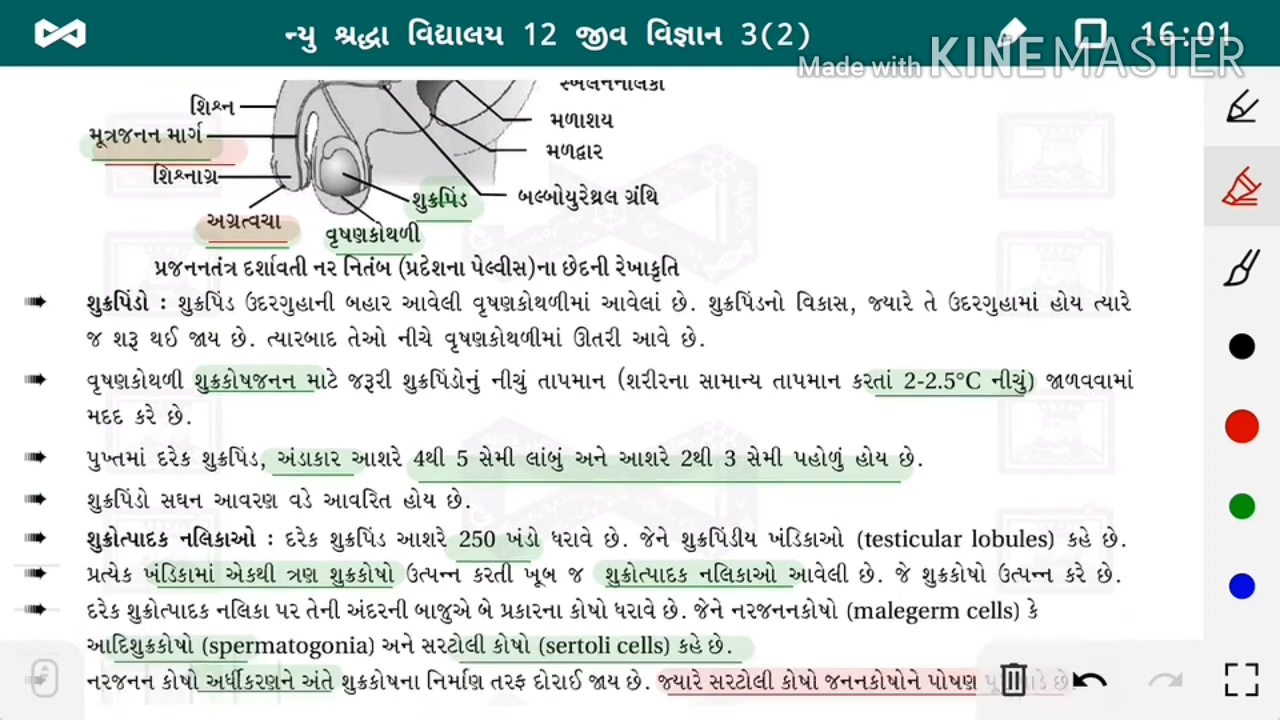 ન્યુ શ્રદ્ધા વિદ્યાલય 12 જીવ વિજ્ઞાન 3(2)
16:01
Made with KINEMASTER
સ્ખલનનલિકા
શિશ્ન
મળાશય
મૂત્રજનન માર્ગ
મળદ્વાર
શિશ્નાગ્ર
શુક્રપિંડ
બલ્બોયુરેથ્રલ ગ્રંથિ
અગ્રત્વચા
વૃષણકોથળી
પ્રજનનતંત્ર દર્શાવતી નર નિતંબ (પ્રદેશના પેલ્વીસ)ના છેદની રેખાકૃતિ
શુક્રપિંડો : શુક્રપિંડ ઉદરગુહાની બહાર આવેલી વૃષણકોથળીમાં આવેલાં છે. શુક્રપિંડનો વિકાસ, જ્યારે તે ઉદરગુહામાં હોય ત્યારે
જ શરૂ થઈ જાય છે. ત્યારબાદ તેઓ નીચે વૃષણકોથળીમાં ઊતરી આવે છે.
વૃષણકોથળી શુક્રકોષજનન માટે જરૂરી શુક્રપિંડોનું નીચું તાપમાન (શરીરના સામાન્ય તાપમાન કરતાં 2-2.5°C નીચું) જાળવવામાં
મદદ કરે છે.
પુખ્તમાં દરેક શુક્રપિંડ, અંડાકાર આશરે 4થી 5 સેમી લાંબું અને આશરે 2થી 3 સેમી પહોળું હોય છે.
શુક્રપિંડો સઘન આવરણ વડે આવરિત હોય છે.
શુક્રોત્પાદક નલિકાઓ : દરેક શુક્રપિંડ આશરે 250 ખંડો ધરાવે છે. જેને શુક્રપિંડીય ખંડિકાઓ (testicular lobules) કહે છે.
પ્રત્યેક ખંડિકામાં એકથી ત્રણ શુક્રકોષો ઉત્પન્ન કરતી ખૂબ જ શુક્રોત્પાદક નલિકાઓ આવેલી છે. જે શુક્રકોષો ઉત્પન્ન કરે છે.
દરેક શુક્રોત્પાદક નલિકા પર તેની અંદરની બાજુએ બે પ્રકારના કોષો ધરાવે છે. જેને નરજનનકોષો (malegerm cells) કે
આદિશુક્રકોષો (spermatogonia) અને સરટોલી કોષો (sertoli cells) કહે છે.
નરજનન કોષો અર્ધીકરણને અંતે શુક્રકોષના નિર્માણ તરફ દોરાઈ જાય છે. જ્યારે સરટોલી કોષો જનનકોષોને પોષણ છે.